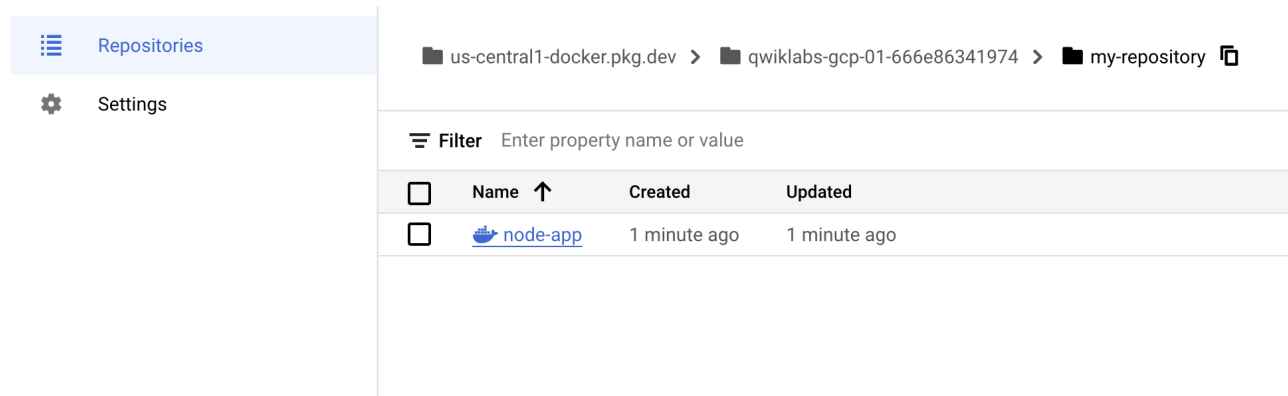 Repositories
Settings
us-central1-docker.pkg.dev > qwiklabs-gcp-01-666e86341974 > my-repository
Filter Enter property name or value
Name Created Updated
node-app 1 minute ago 1 minute ago